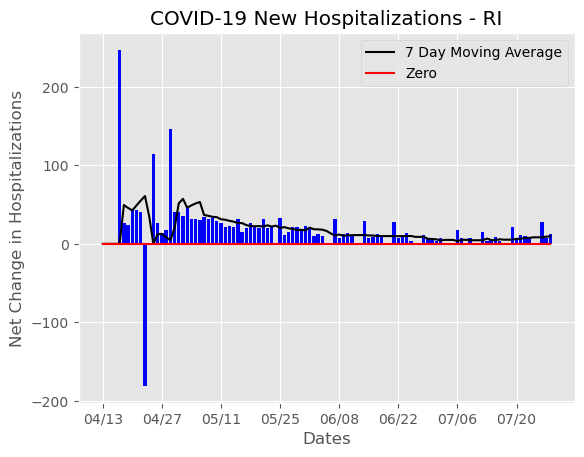 COVID-19 New Hospitalizations - RI
7 Day Moving Average
Zero
Net Change in Hospitalizations
200
100
0
−100
−200
04/13 04/27 05/11 05/25 06/08 06/22 07/06 07/20
Dates